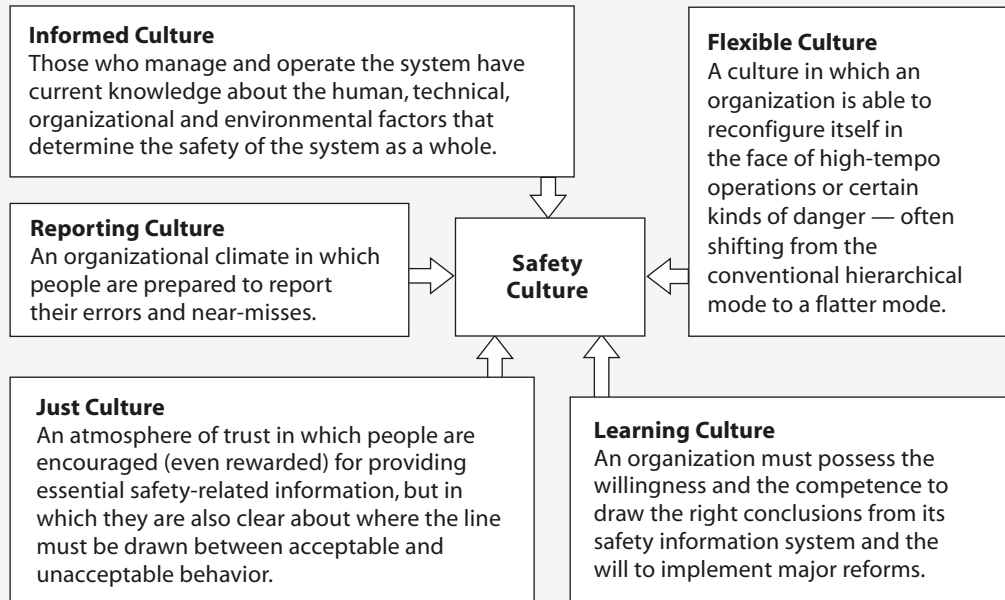 Informed Culture
Those who manage and operate the system have
current knowledge about the human, technical,
organizational and environmental factors that
determine the safety of the system as a whole.
Reporting Culture
An organizational climate in which
people are prepared to report
their errors and near-misses.
Safety
Culture
Flexible Culture
A culture in which an
organization is able to
reconfigure itself in
the face of high-tempo
operations or certain
kinds of danger — often
shifting from the
conventional hierarchical
mode to a flatter mode.
Just Culture
An atmosphere of trust in which people are
encouraged (even rewarded) for providing
essential safety-related information, but in
which they are also clear about where the line
must be drawn between acceptable and
unacceptable behavior.
Learning Culture
An organization must possess the
willingness and the competence to
draw the right conclusions from its
safety information system and the
will to implement major reforms.